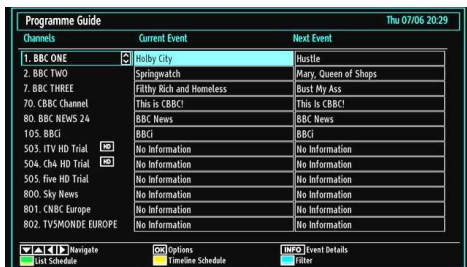 Programme Guide Thu 07/06 20:29
Channels Current Event Next Event
1. BBC ONE Holby City Hustle
2. BBC TWO Springwatch Mary, Queen of Shops
7. BBC THREE Filthy Rich and Homeless Bust My Ass
70. CBBC Channel This is CBBC! This Is CBBC!
80. BBC NEWS 24 BBC News BBC News
105. BBCi BBCi BBCi
503. ITV HD Trial HD No Information No Information
504. Ch4 HD Trial HD No Information No Information
505. five HD Trial No Information No Information
800. Sky News No Information No Information
801. CNBC Europe No Information No Information
802. TV5MONDE EUROPE No Information No Information
Navigate OK Options INFO Event Details
List Schedule Timeline Schedule Filter